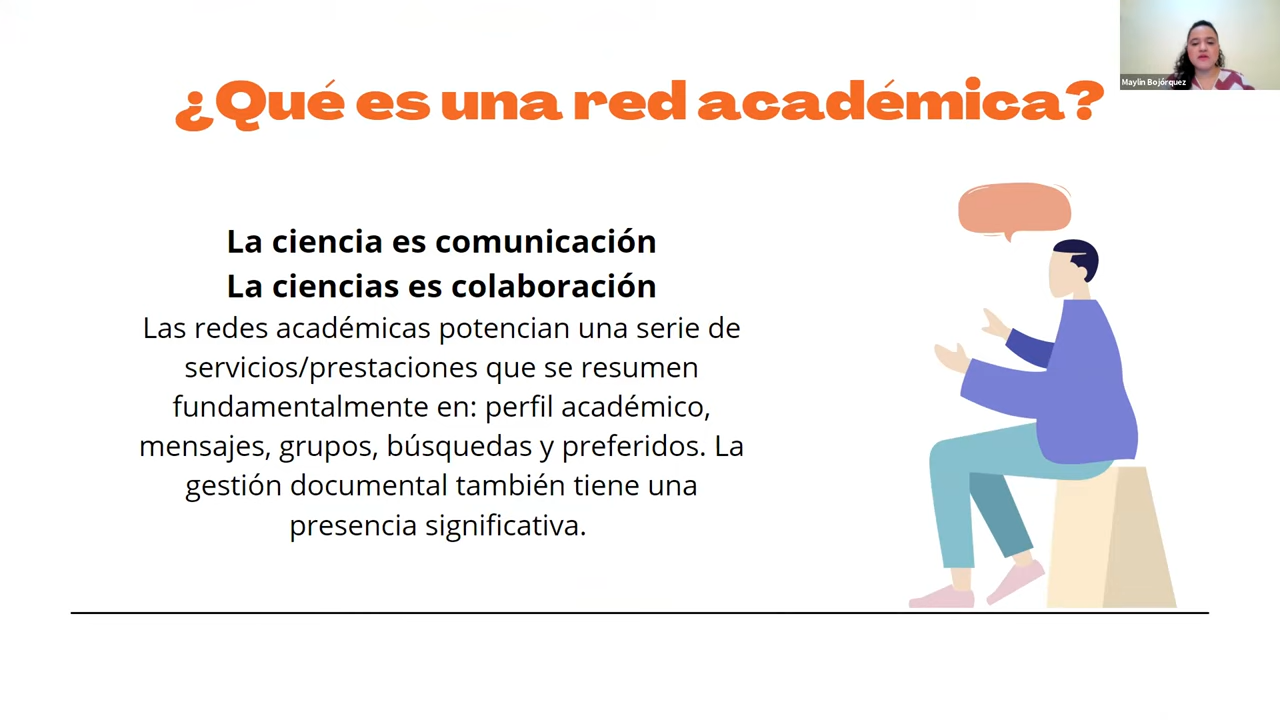 ¿Qué es una red académica?
Maylin Bojórquez
La ciencia es comunicación
La ciencias es colaboración
Las redes académicas potencian una serie de
servicios/prestaciones que se resumen
fundamentalmente en: perfil académico,
mensajes, grupos, búsquedas y preferidos. La
gestión documental también tiene una
presencia significativa.